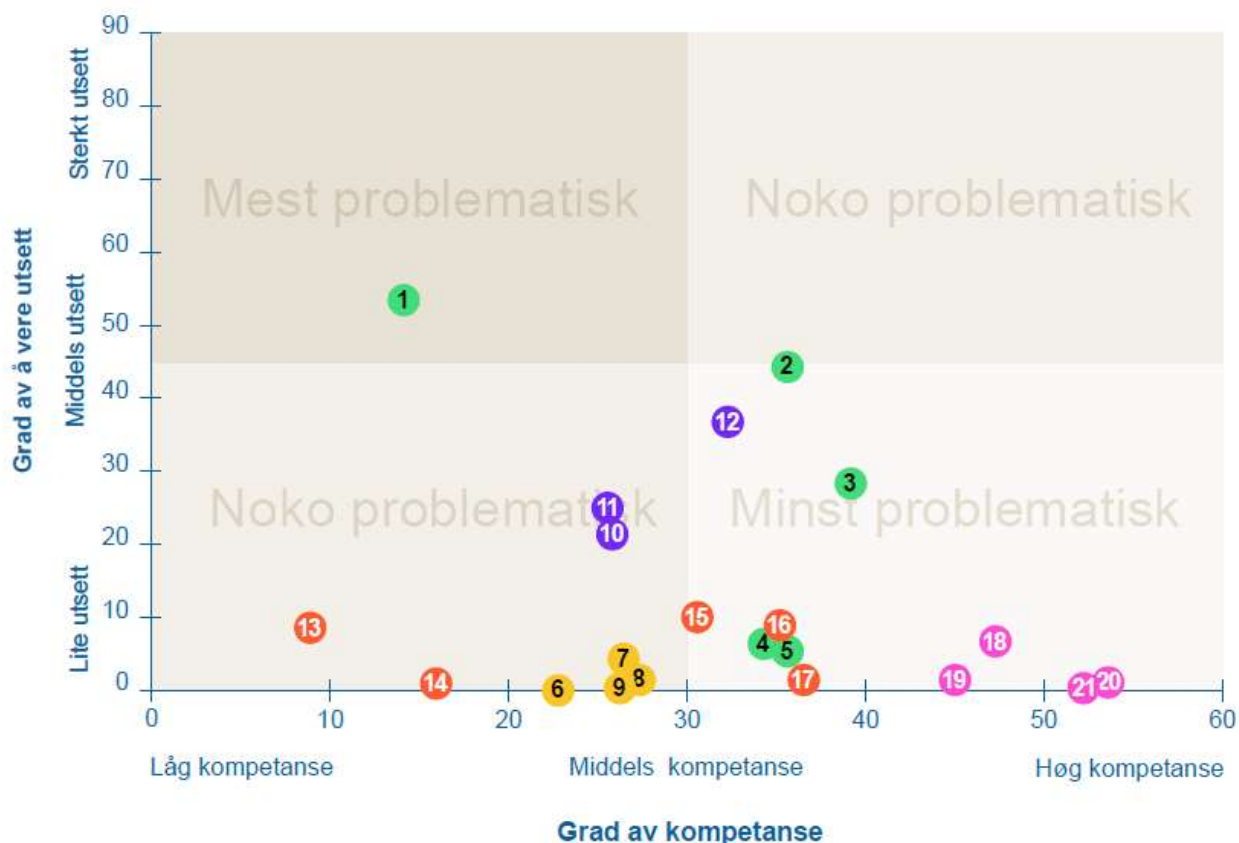 90
80
70
60
50
40
30
20
10
0
Sterkt utsett
Middels utsett
Lite utsett
Grad av å vere utsett
Mest problematisk
Noko problematisk
Noko problematisk
Minst problematisk
1
2
12
3
11
10
15
13
16
4
5
18
7
14
6
9
8
17
19
21
20
0 10 20 30 40 50 60
Låg kompetanse Middels kompetanse Høg kompetanse
Grad av kompetanse